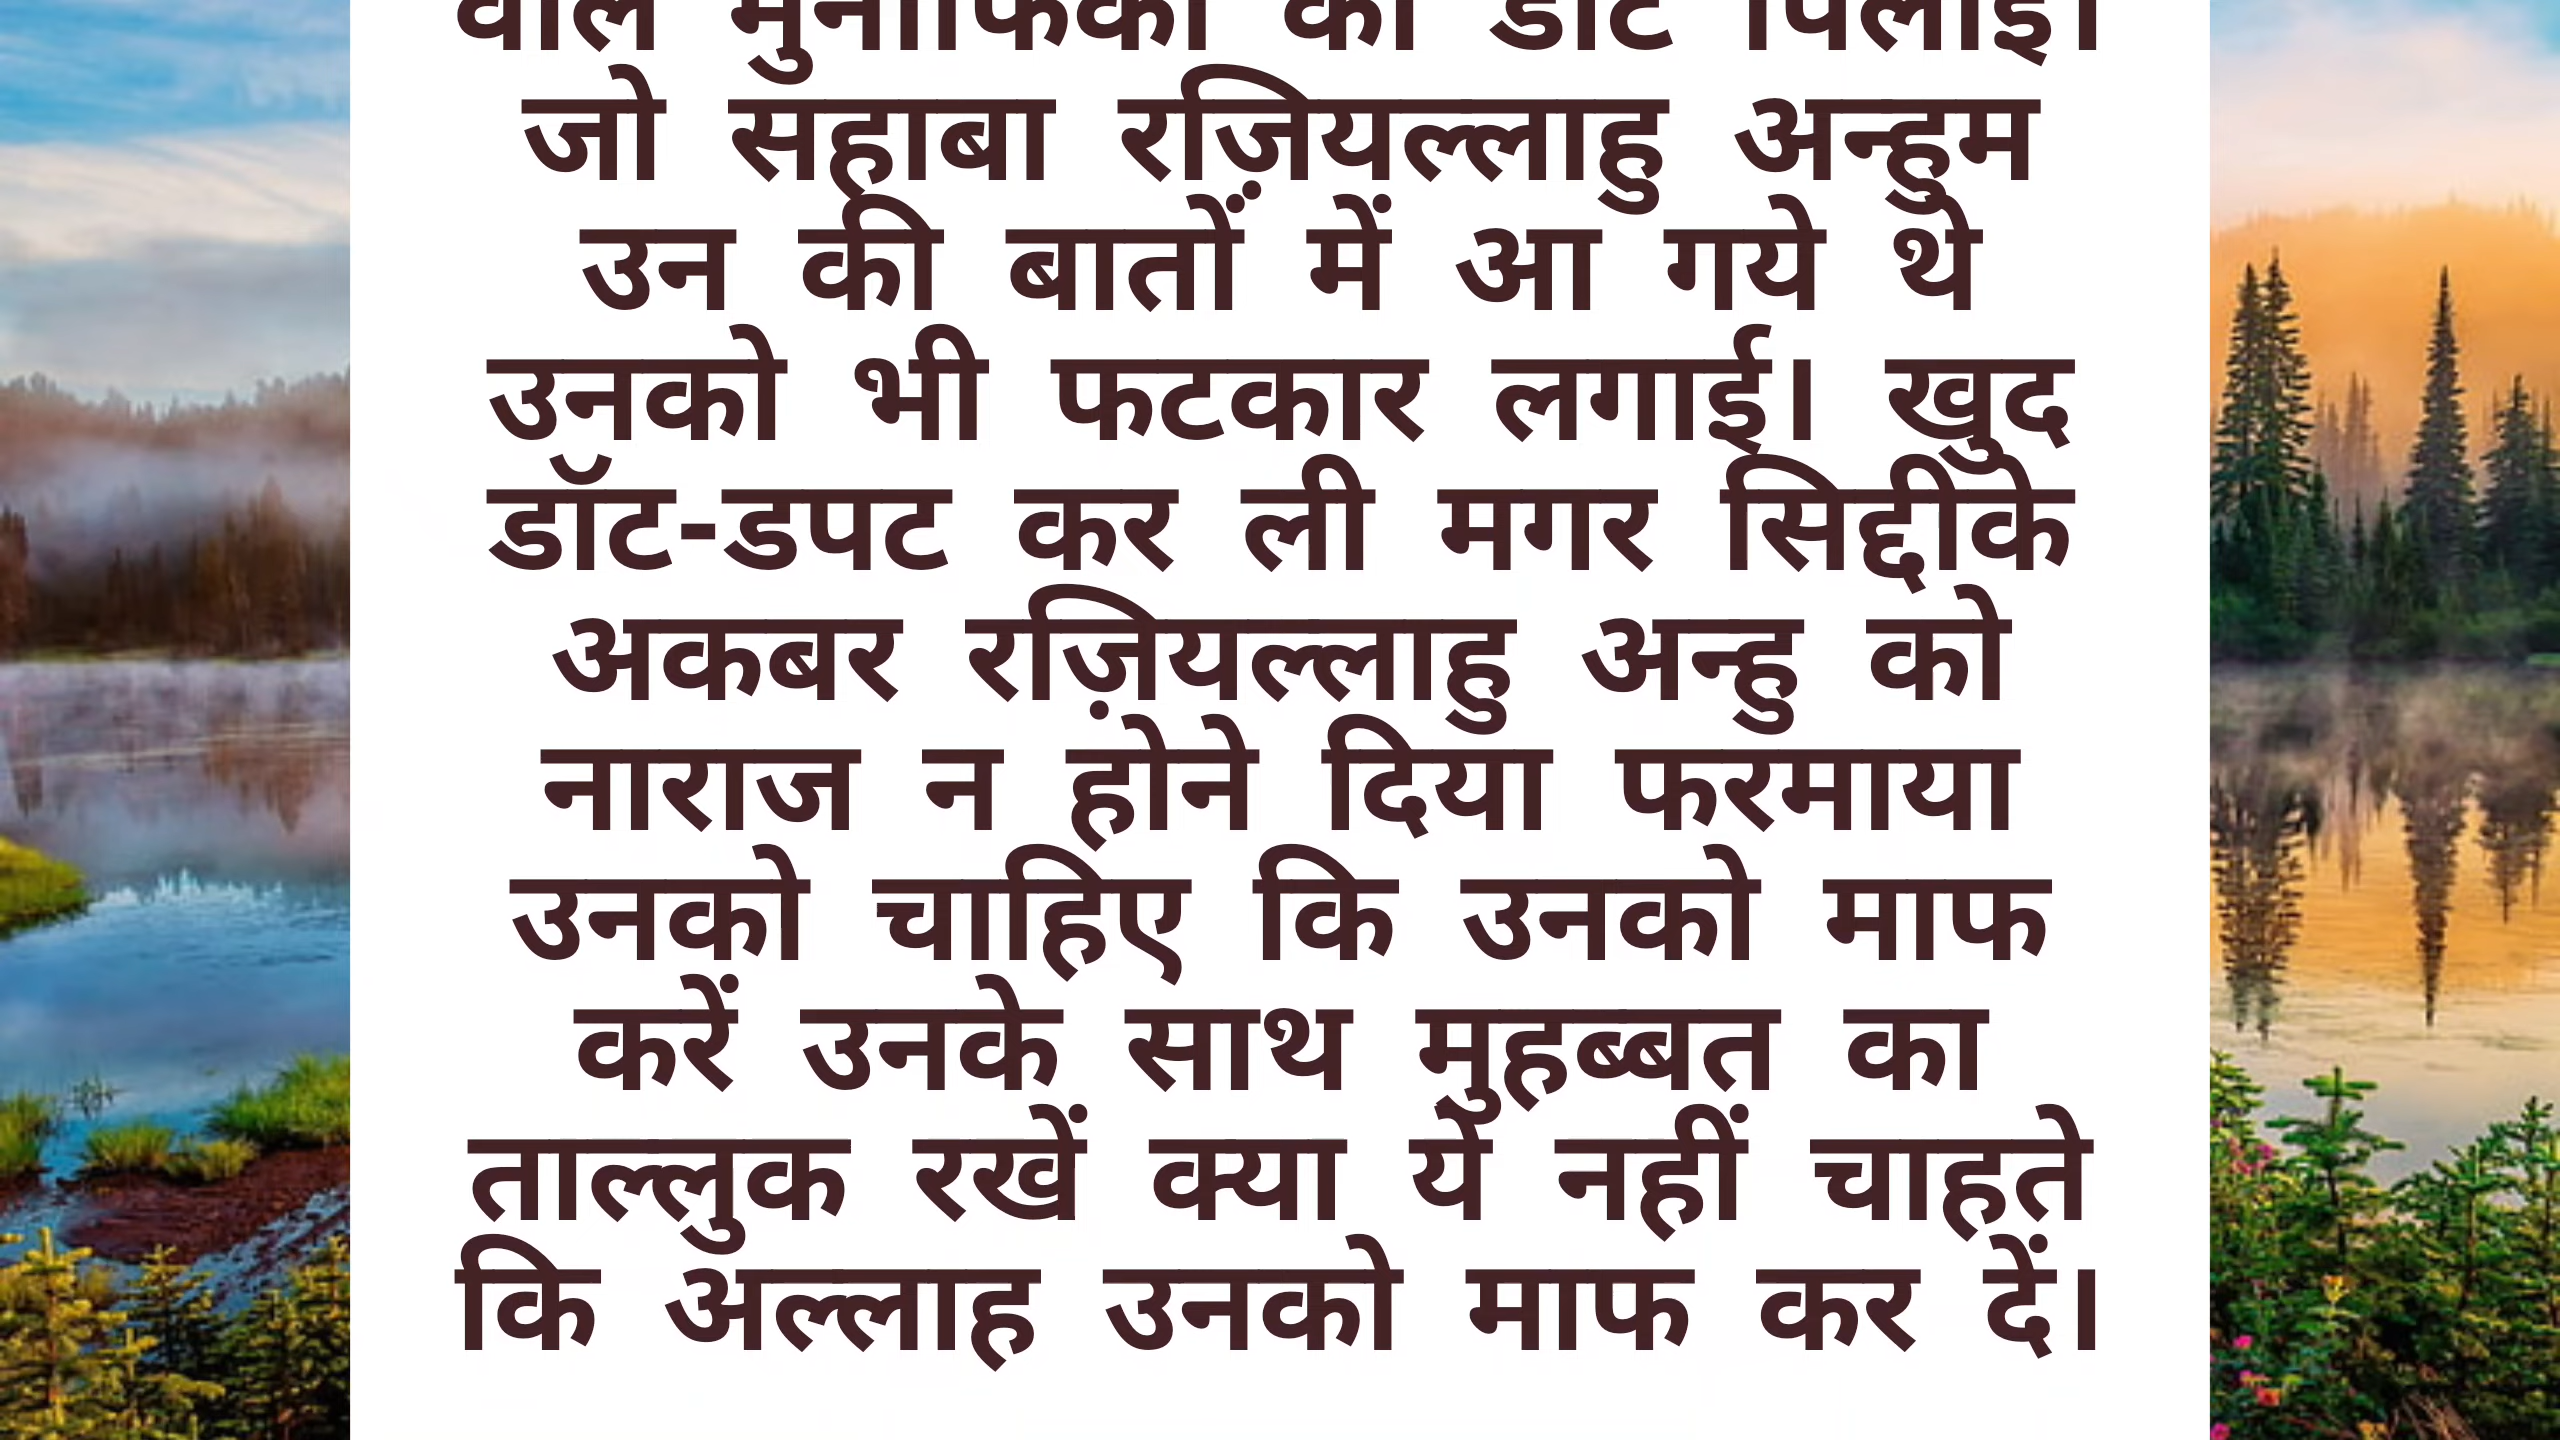 वाले मुनाफिकों को डॉट पिलाई।
जो सहाबा रज़ियल्लाहु अन्हुम
उन की बातों में आ गये थे
उनको भी फटकार लगाई। खुद
डॉट-डपट कर ली मगर सिद्दीके
अकबर रज़ियल्लाहु अन्हु को
नाराज न होने दिया फरमाया
उनको चाहिए कि उनको माफ
करें उनके साथ मुहब्बत का
ताल्लुक रखें क्या ये नहीं चाहते
कि अल्लाह उनको माफ कर दें।